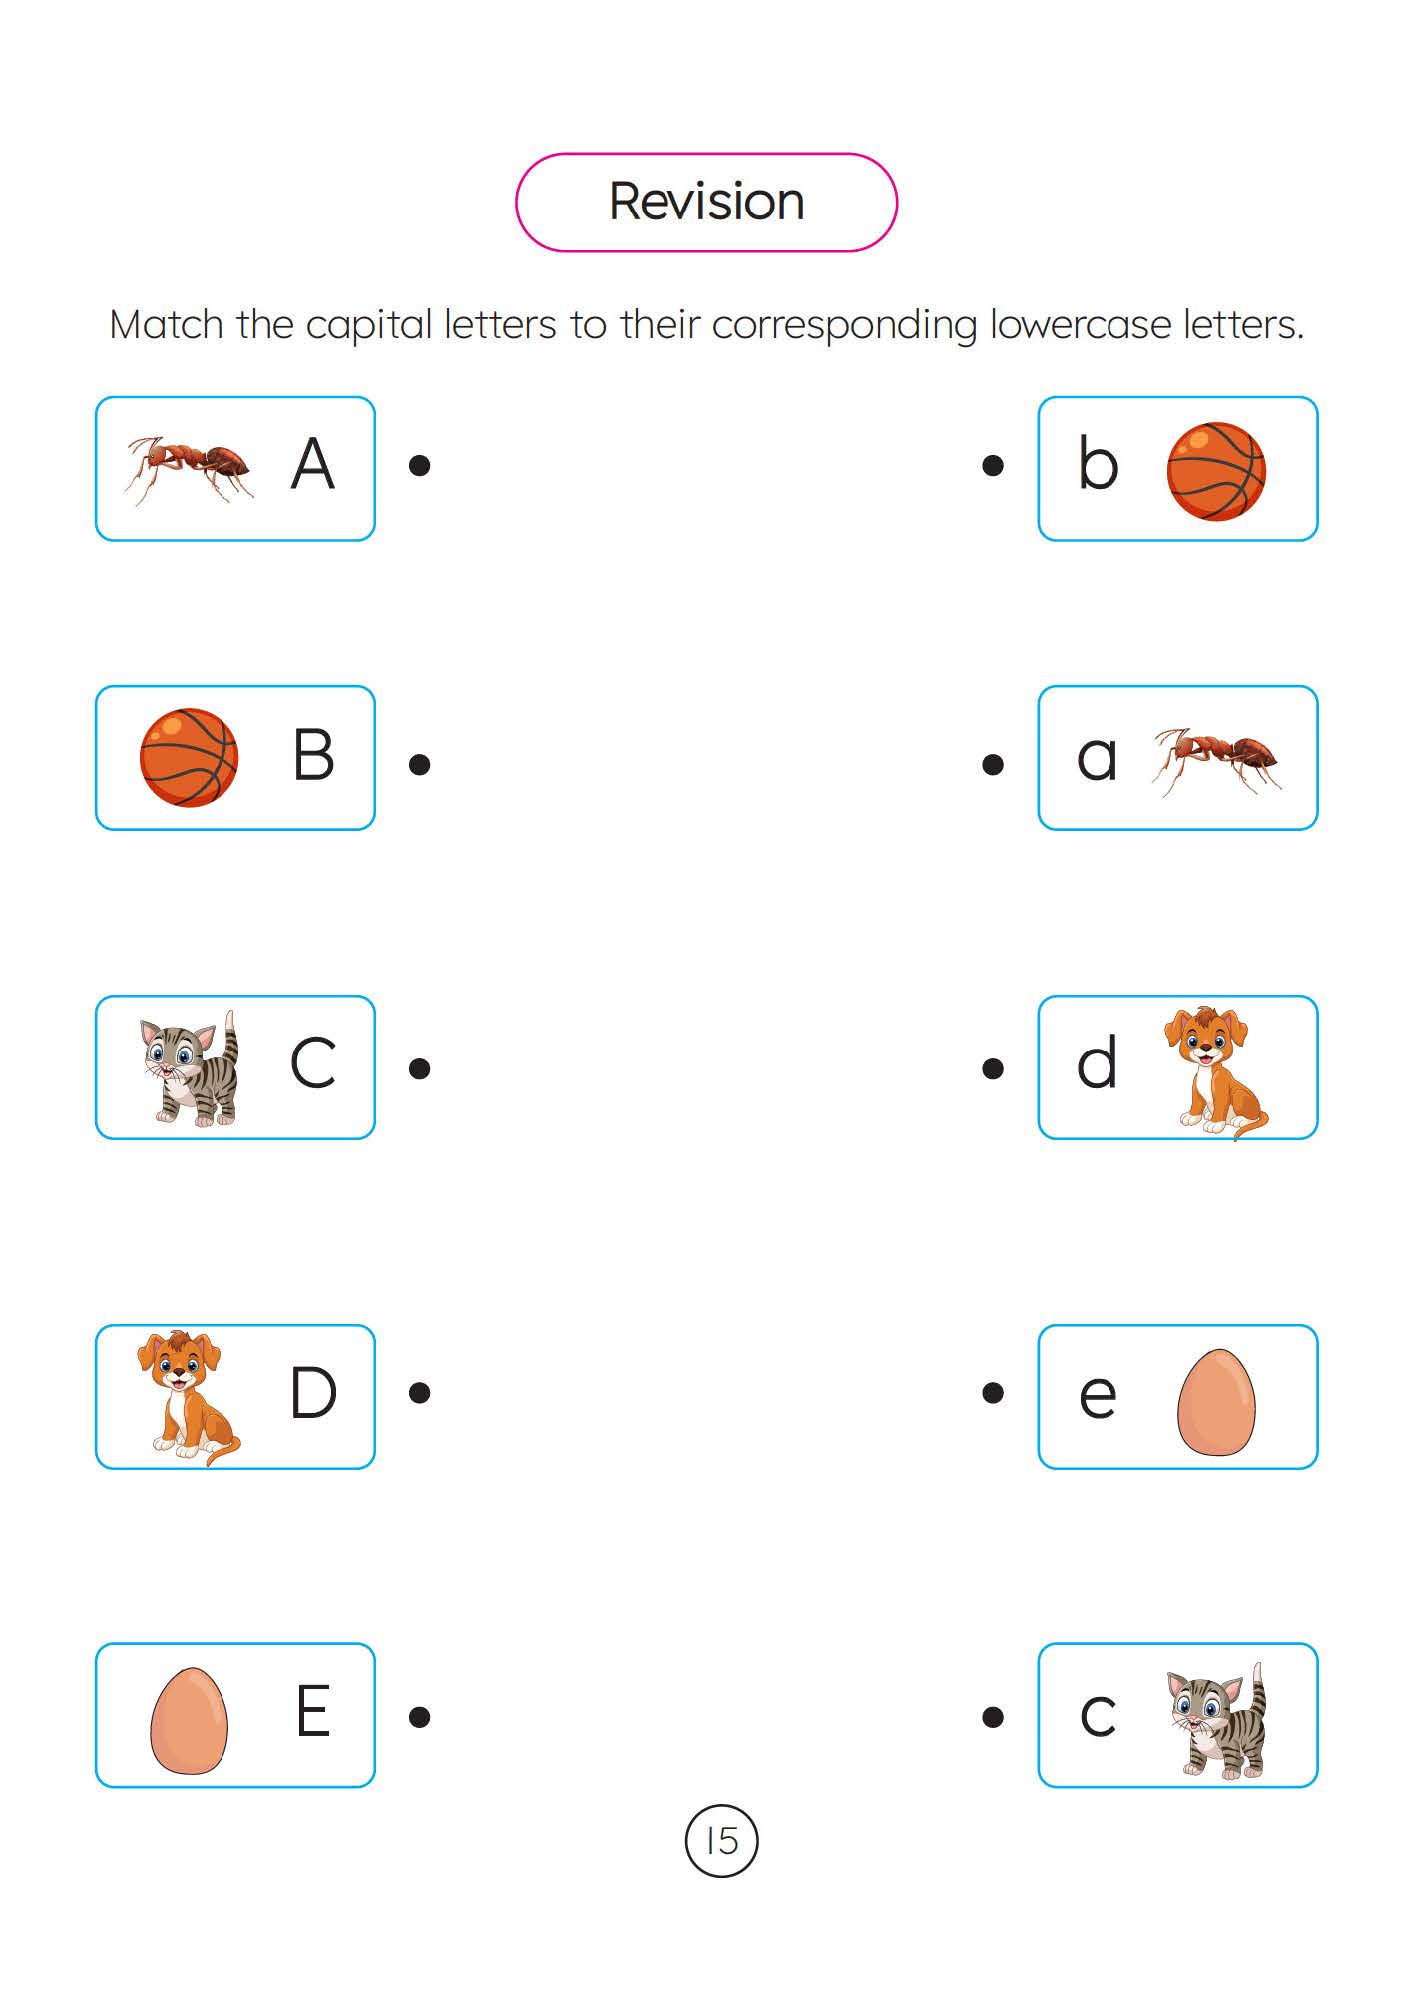 Revision
Match the capital letters to their corresponding lowercase letters.
A b
B a
C d
D e
E c
15